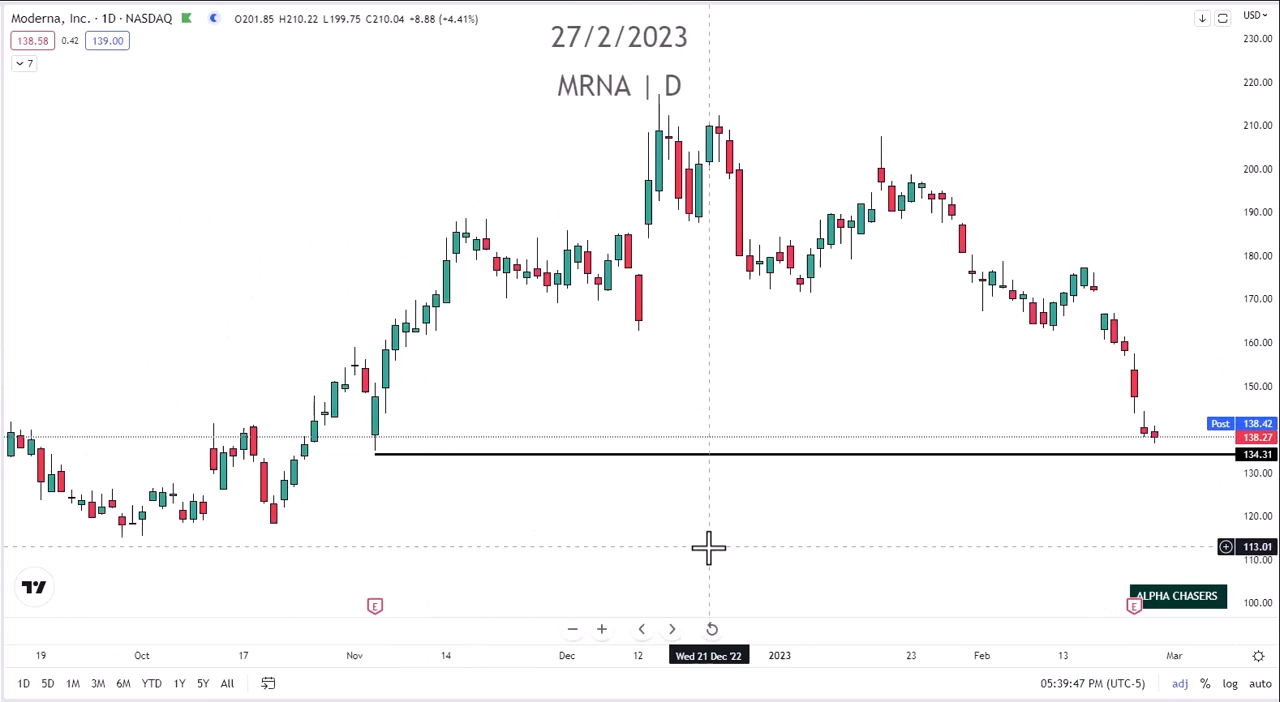 Moderna, Inc. · 1D · NASDAQ O201.85 H210.22 L199.75 C210.04 +8.88 (+4.41%)
138.58 0.42 139.00
7
27/2/2023
MRNA | D
USD
230.00
220.00
210.00
200.00
190.00
180.00
170.00
160.00
150.00
Post 138.42
138.27
134.31
130.00
120.00
113.01
110.00
100.00
E
E
ALPHA CHASERS
19 Oct 17 Nov 14 Dec 12 Wed 21 Dec '22 2023 23 Feb 13 Mar
1D 5D 1M 3M 6M YTD 1Y 5Y All 05:39:47 PM (UTC-5) adj % log auto